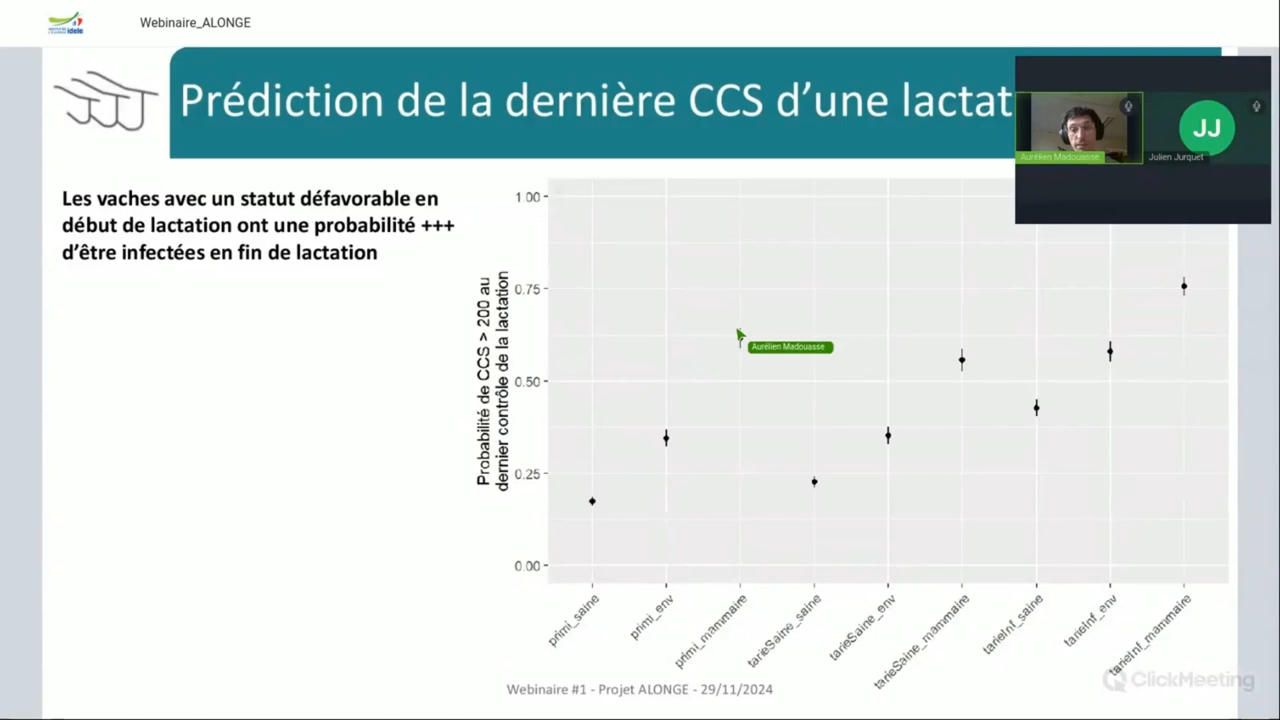 idele
Webinaire_ALONGE
Prédiction de la dernière CCS d’une lactat
Aurélien Madouasse
JJ
Julien Jurquet
Les vaches avec un statut défavorable en
début de lactation ont une probabilité +++
d’être infectées en fin de lactation
Probabilité de CCS > 200 au
dernier contrôle de la lactation
1.00
0.75
0.50
0.25
0.00
Aurélien Madouasse
primi_saine
primi_env
primi_mammaire
tarieSaine_saine
tarieSaine_env
tarieSaine_mammaire
tarieInf_saine
tarieInf_env
tarieInf_mammaire
Webinaire #1 - Projet ALONGE - 29/11/2024
ClickMeeting